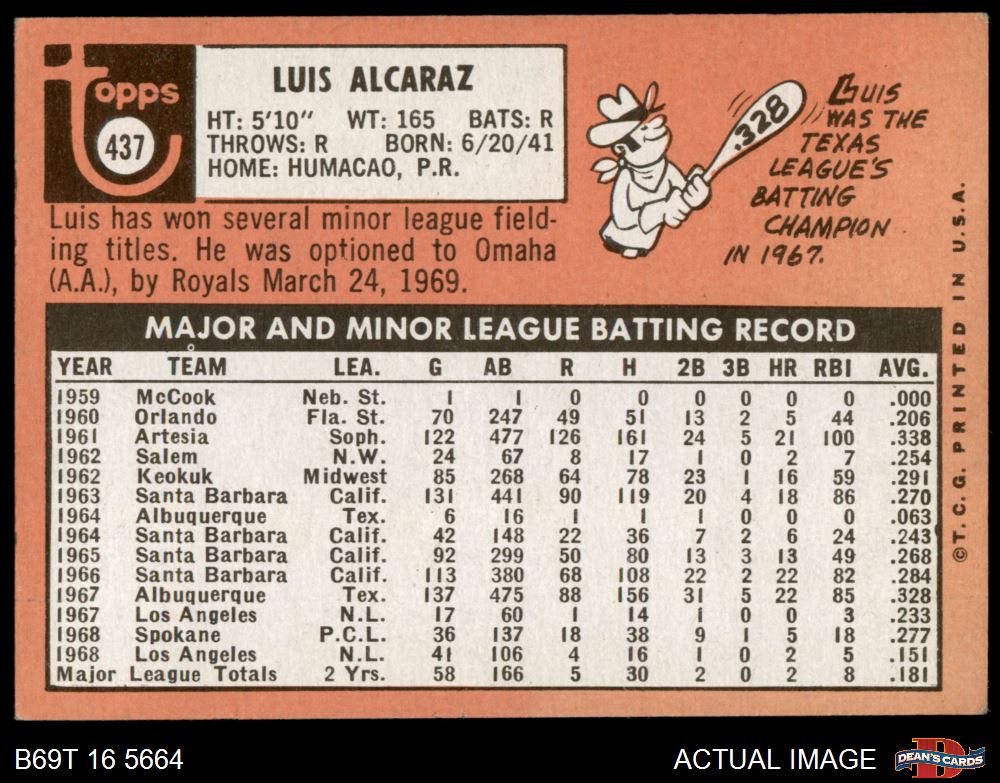 Topps
437
LUIS ALCARAZ
HT: 5'10" WT: 165 BATS: R
THROWS: R BORN: 6/20/41
HOME: HUMACAO, P.R.
Luis has won several minor league field-
ing titles. He was optioned to Omaha
(A.A.), by Royals March 24, 1969.
.328
LUIS
WAS THE
TEXAS
LEAGUE'S
BATTING
CHAMPION
IN 1967.
MAJOR AND MINOR LEAGUE BATTING RECORD
YEAR TEAM LEA. G AB R H 2B 3B HR RBI AVG.
1959 McCook Neb. St. 1 1 0 0 0 0 0 0 .000
1960 Orlando Fla. St. 70 247 49 51 13 2 5 44 .206
1961 Artesia Soph. 122 477 126 161 24 5 21 100 .338
1962 Salem N.W. 24 67 8 17 1 0 2 7 .254
1962 Keokuk Midwest 85 268 64 78 23 1 16 59 .291
1963 Santa Barbara Calif. 131 441 90 119 20 4 18 86 .270
1964 Albuquerque Tex. 6 16 1 1 1 0 0 0 .063
1964 Santa Barbara Calif. 42 148 22 36 7 2 6 24 .243
1965 Santa Barbara Calif. 92 299 50 80 13 3 13 49 .268
1966 Santa Barbara Calif. 113 380 68 108 22 2 22 82 .284
1967 Albuquerque Tex. 137 475 88 156 31 5 22 85 .328
1967 Los Angeles N.L. 17 60 1 14 1 0 0 3 .233
1968 Spokane P.C.L. 36 137 18 38 9 1 5 18 .277
1968 Los Angeles N.L. 41 106 4 16 1 0 2 5 .151
Major League Totals 2 Yrs. 58 166 5 30 2 0 2 8 .181
©T.C.G. PRINTED IN U.S.A.
B69T 16 5664
ACTUAL IMAGE
D
DEAN'S CARDS